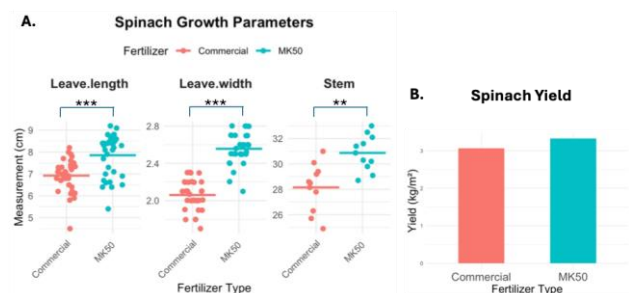 A.
Spinach Growth Parameters
Fertilizer Commercial MK50
Leave.length Leave.width Stem
*** *** **
Measurement (cm)
9
8
7
6
5
2.8
2.4
2.0
32
30
28
26
Commercial MK50 Commercial MK50 Commercial MK50
Fertilizer Type
B.
Spinach Yield
Yield (kg/m²)
3
2
1
0
Commercial MK50
Fertilizer Type